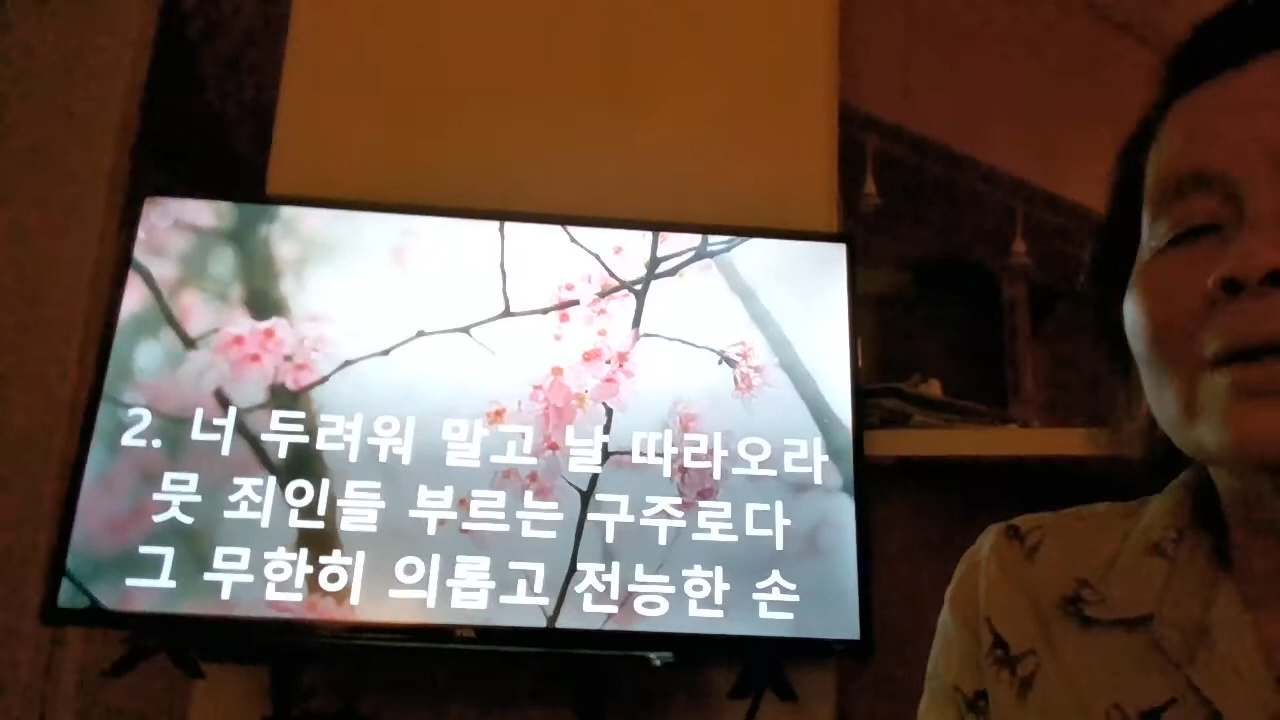 2. 너 두려워 말고 날 따라오라
뭇 죄인들 부르는 구주로다
그 무한히 의롭고 전능한 손